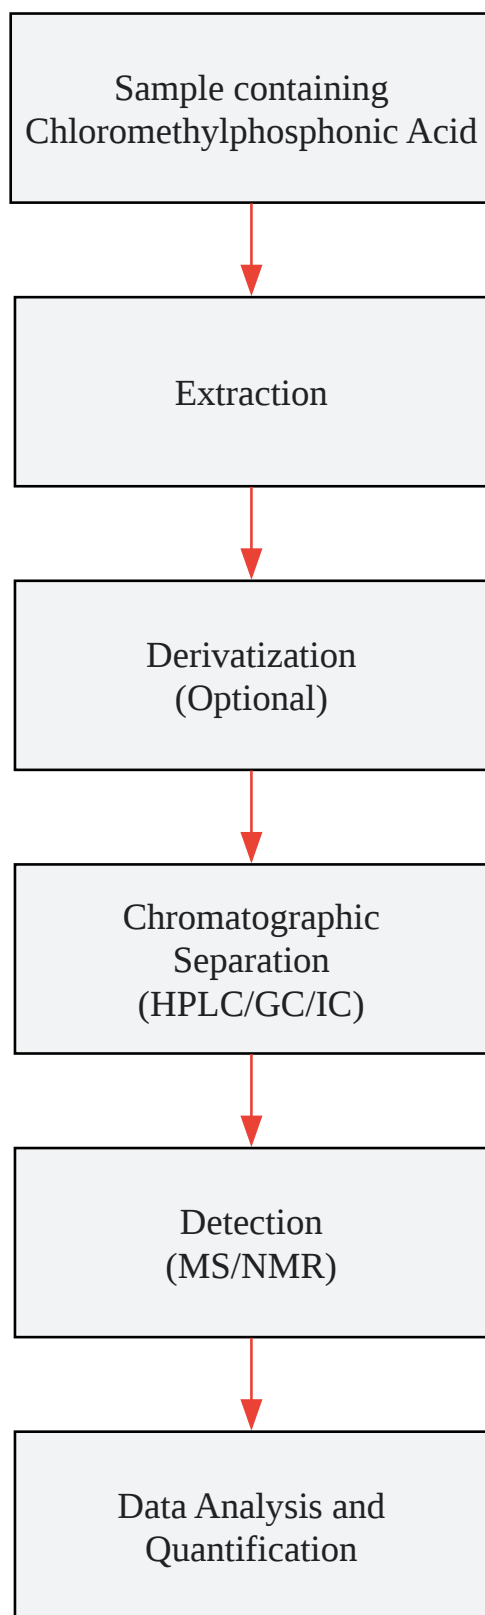 Sample containing
Chloromethylphosphonic Acid
Extraction
Derivatization
(Optional)
Chromatographic
Separation
(HPLC/GC/IC)
Detection
(MS/NMR)
Data Analysis and
Quantification